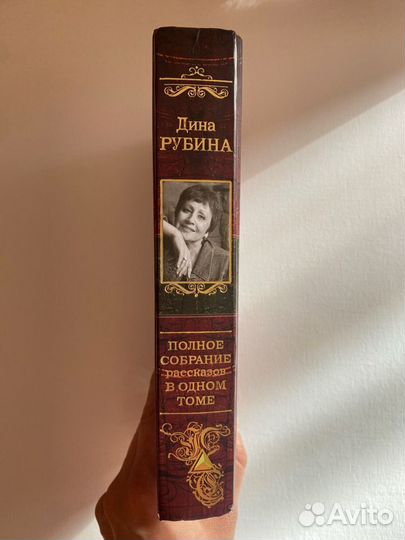 Дина
РУБИНА
ПОЛНОЕ
СОБРАНИЕ
рассказов
В ОДНОМ
ТОМЕ
Avito